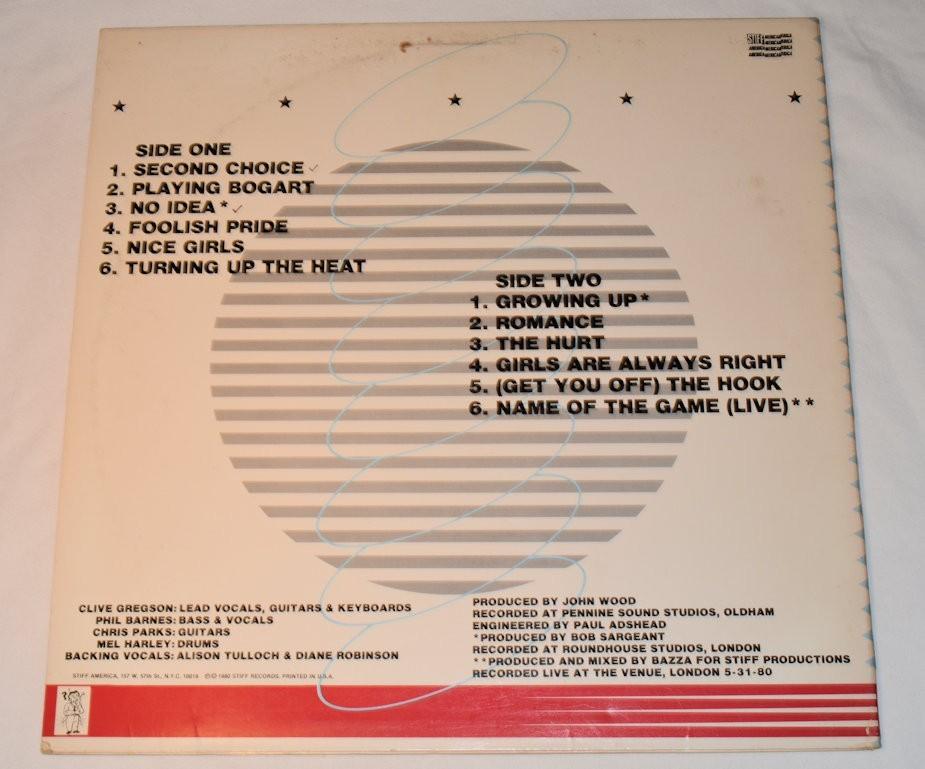 STIFF AMERICA
SIDE ONE
1. SECOND CHOICE ✓
2. PLAYING BOGART
3. NO IDEA* ✓
4. FOOLISH PRIDE
5. NICE GIRLS
6. TURNING UP THE HEAT
SIDE TWO
1. GROWING UP*
2. ROMANCE
3. THE HURT
4. GIRLS ARE ALWAYS RIGHT
5. (GET YOU OFF) THE HOOK
6. NAME OF THE GAME (LIVE)**
CLIVE GREGSON: LEAD VOCALS, GUITARS & KEYBOARDS
PHIL BARNES: BASS & VOCALS
CHRIS PARKS: GUITARS
MEL HARLEY: DRUMS
BACKING VOCALS: ALISON TULLOCH & DIANE ROBINSON
STIFF AMERICA, 157 W. 57th St., N.Y.C. 10019 ℗© 1980 STIFF RECORDS. PRINTED IN U.S.A.
PRODUCED BY JOHN WOOD
RECORDED AT PENNINE SOUND STUDIOS, OLDHAM
ENGINEERED BY PAUL ADSHEAD
*PRODUCED BY BOB SARGEANT
RECORDED AT ROUNDHOUSE STUDIOS, LONDON
**PRODUCED AND MIXED BY BAZZA FOR STIFF PRODUCTIONS
RECORDED LIVE AT THE VENUE, LONDON 5-31-80